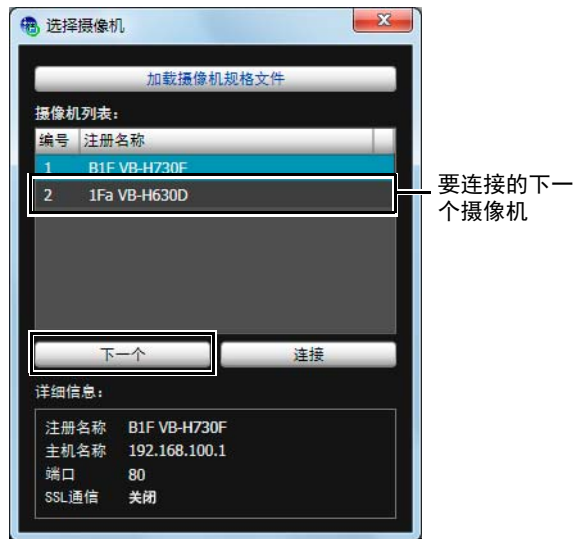 选择摄像机
加载摄像机规格文件
摄像机列表：
编号 注册名称
1 B1F VB-H730F
2 1Fa VB-H630D
要连接的下一
个摄像机
下一个 连接
详细信息：
注册名称 B1F VB-H730F
主机名称 192.168.100.1
端口 80
SSL通信 关闭